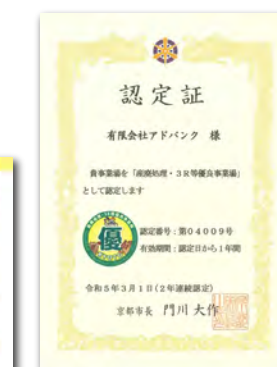 認定証
有限会社アドバンク 様
貴事業場を「産廃処理・3R等優良事業場」
として認定します
優
認定番号:第04009号
有効期間:認定日から1年間
令和5年3月1日(2年連続認定)
京都市長 門川大作